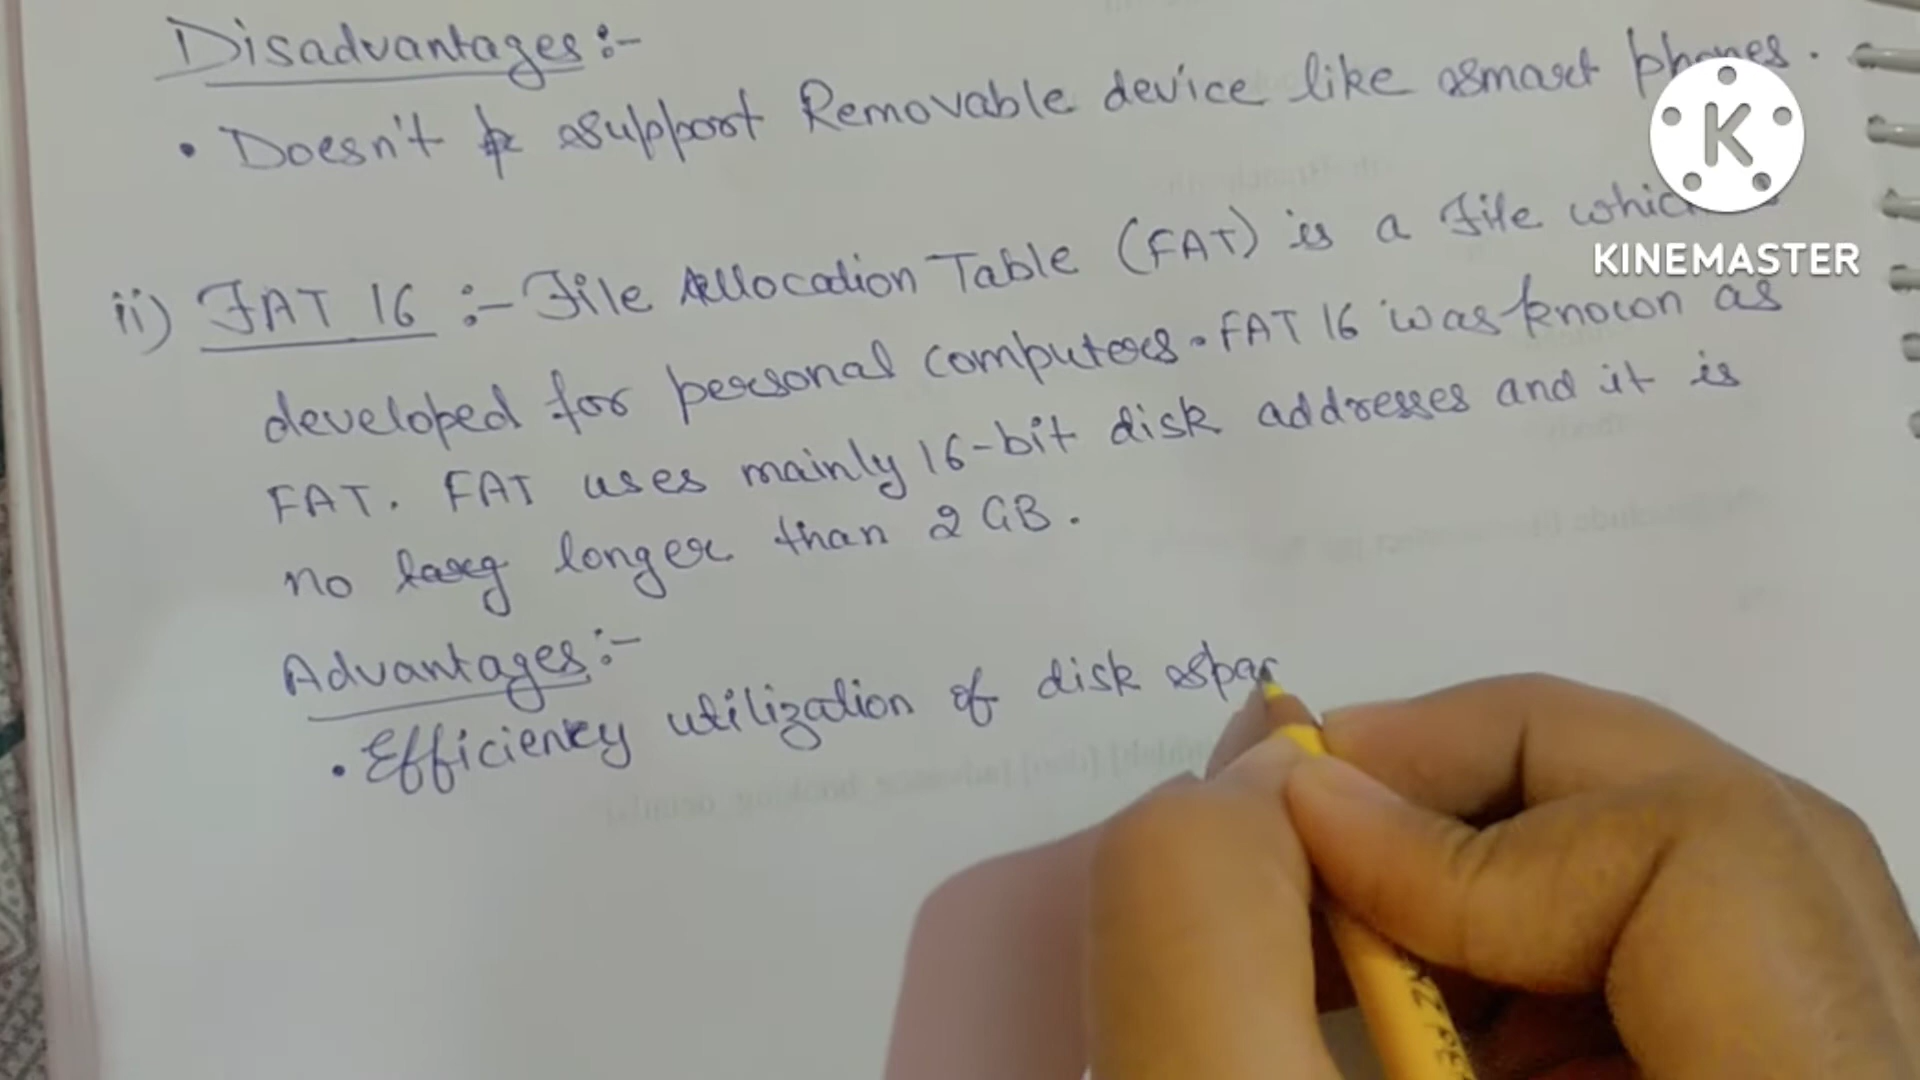 Disadvantages :-
• Doesn't support Removable device like smart phones.
ii) FAT 16 :- File Allocation Table (FAT) is a file which
developed for personal computers. FAT 16 was known as
FAT. FAT uses mainly 16-bit disk addresses and it is
no longer than 2 GB.
Advantages :-
• Efficiency utilization of disk spac
K
KINEMASTER